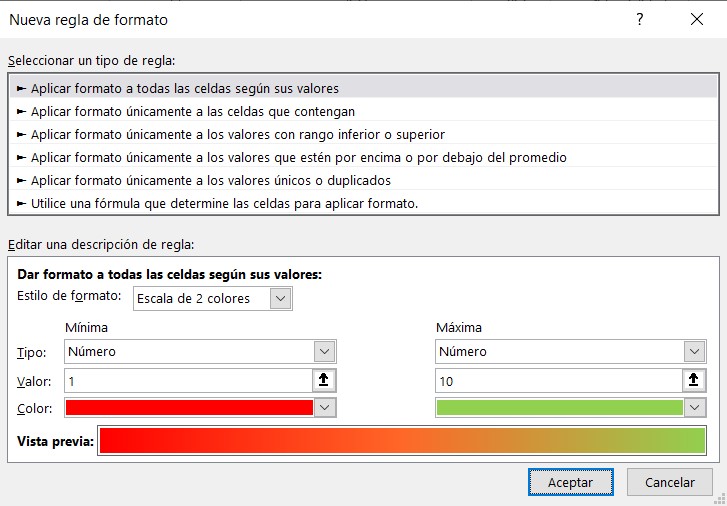 Nueva regla de formato
?
Seleccionar un tipo de regla:
► Aplicar formato a todas las celdas según sus valores
► Aplicar formato únicamente a las celdas que contengan
► Aplicar formato únicamente a los valores con rango inferior o superior
► Aplicar formato únicamente a los valores que estén por encima o por debajo del promedio
► Aplicar formato únicamente a los valores únicos o duplicados
► Utilice una fórmula que determine las celdas para aplicar formato.
Editar una descripción de regla:
Dar formato a todas las celdas según sus valores:
Estilo de formato: Escala de 2 colores
Mínima Máxima
Tipo: Número Número
Valor: 1 10
Color:
Vista previa:
Aceptar Cancelar